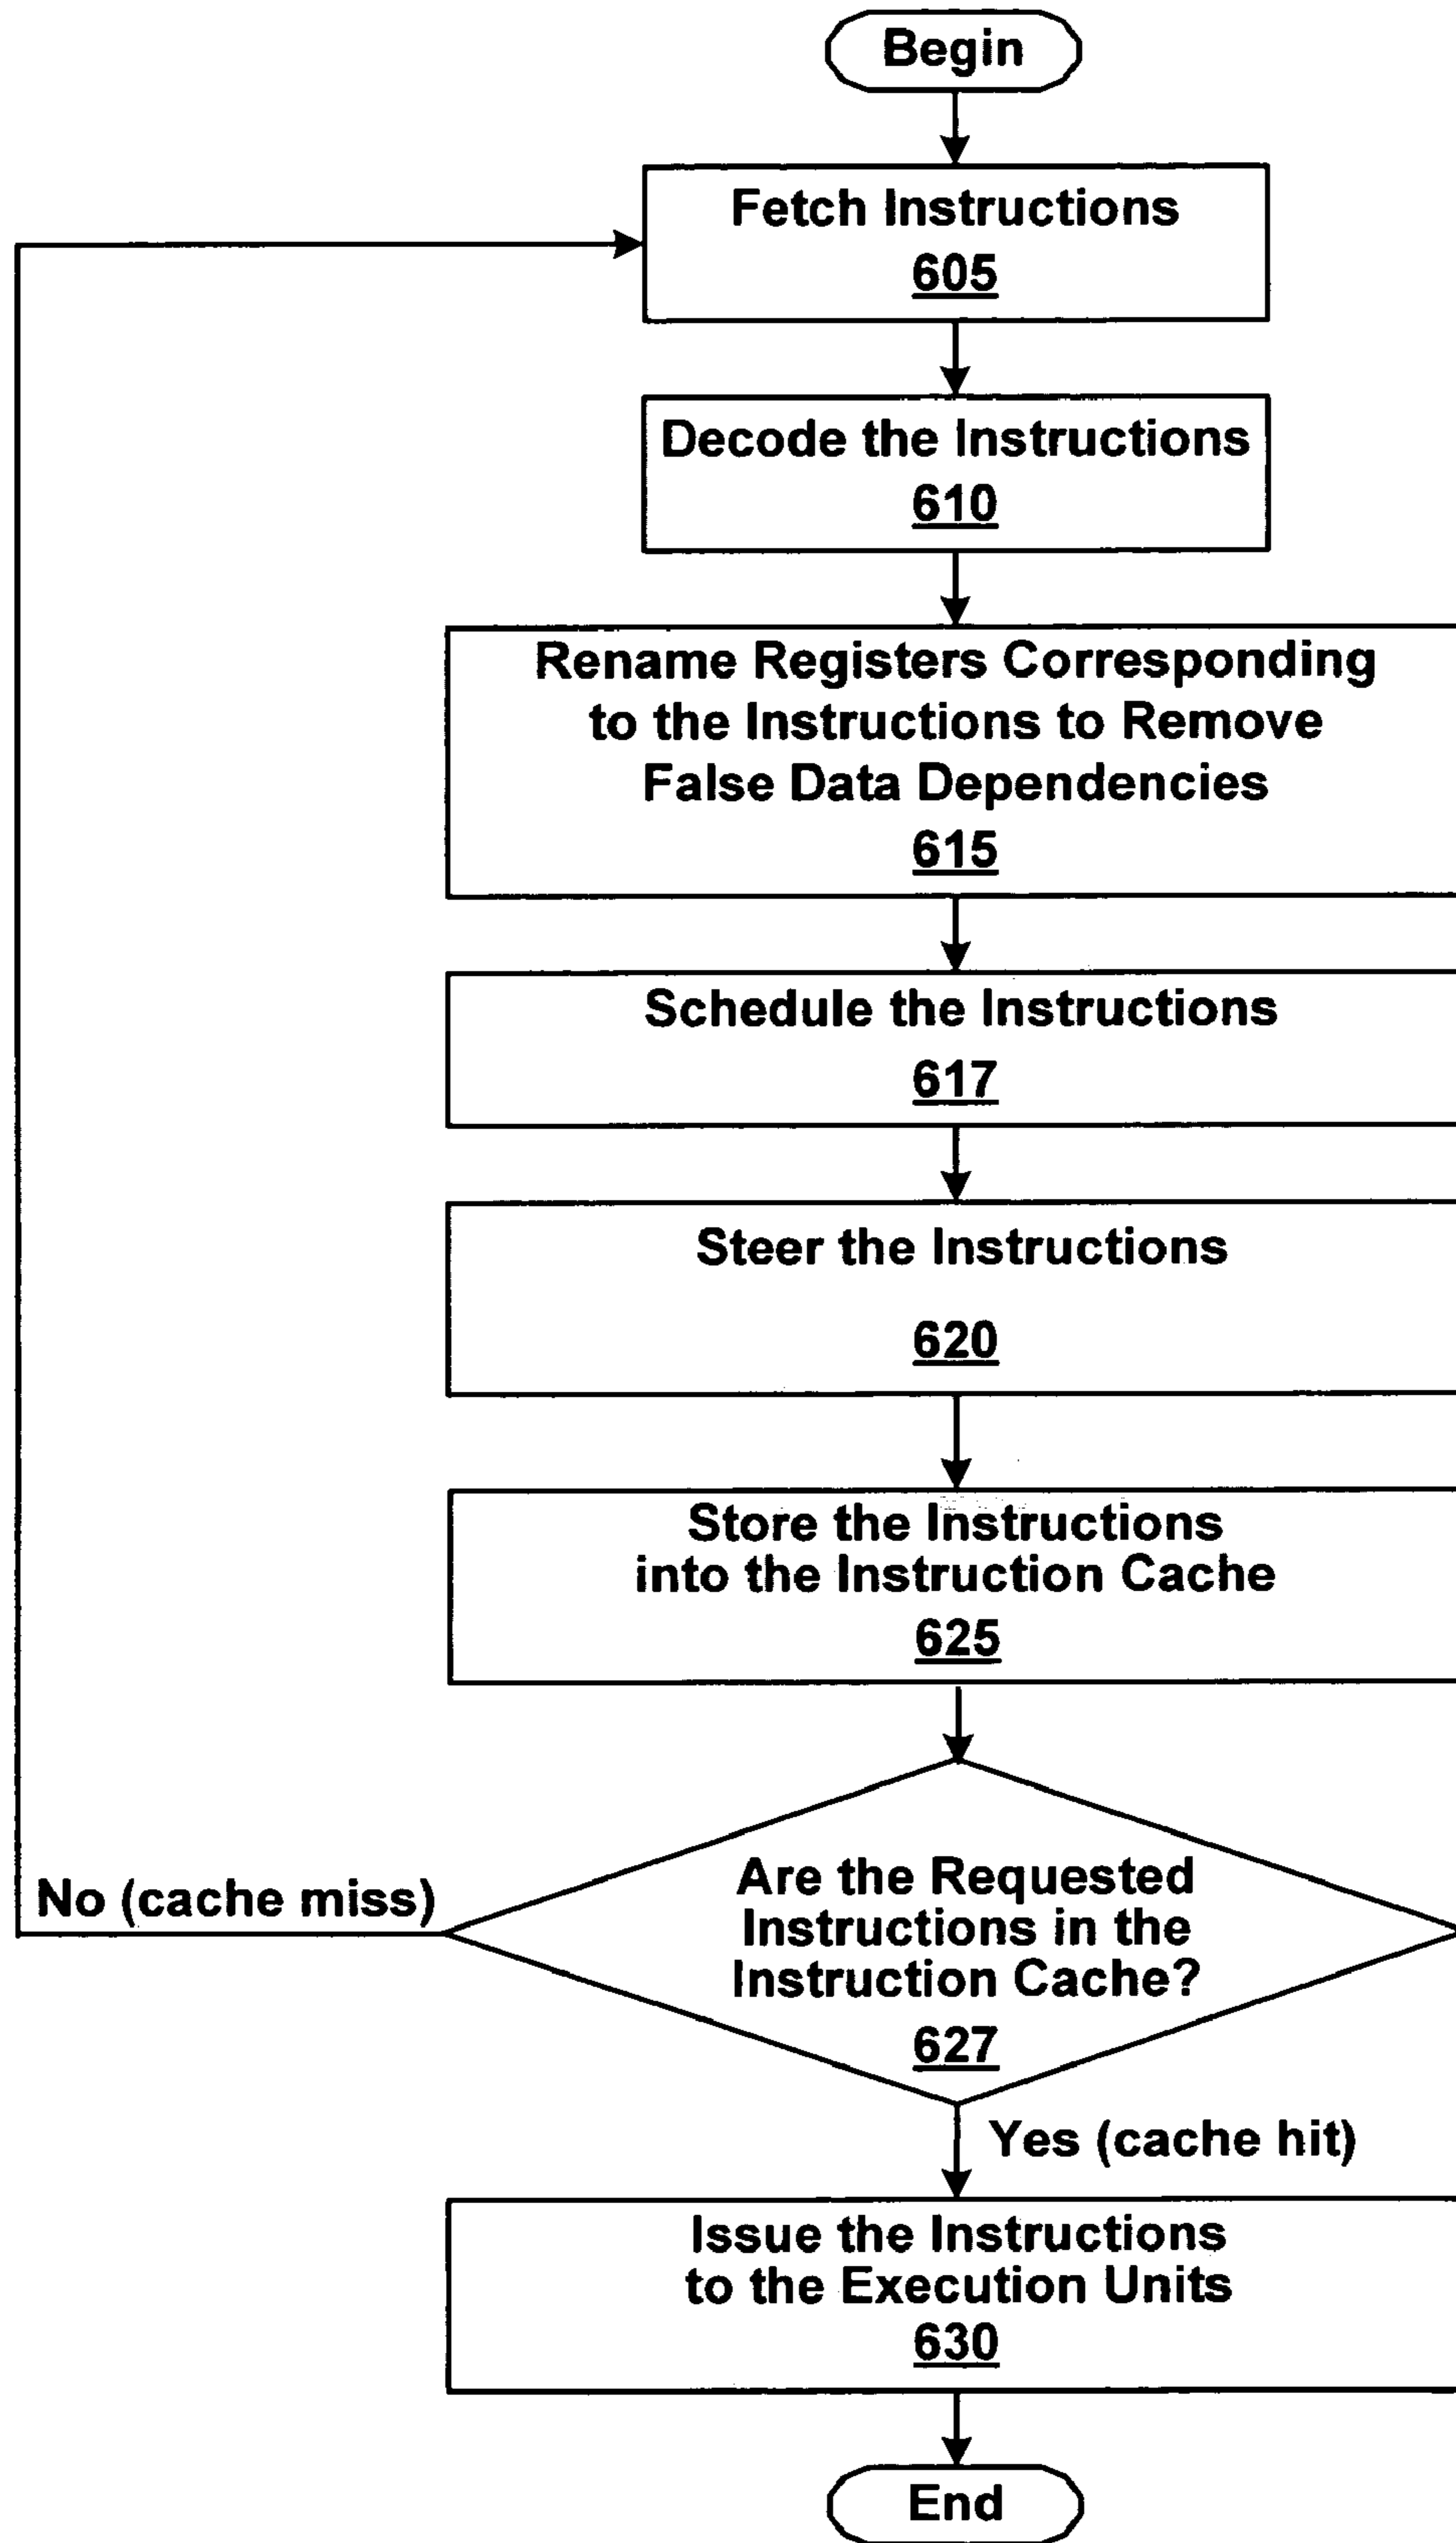 Begin
Fetch Instructions
605
Decode the Instructions
610
Rename Registers Corresponding
to the Instructions to Remove
False Data Dependencies
615
Schedule the Instructions
617
Steer the Instructions
620
Store the Instructions
into the Instruction Cache
625
No (cache miss)
Are the Requested
Instructions in the
Instruction Cache?
627
Yes (cache hit)
Issue the Instructions
to the Execution Units
630
End